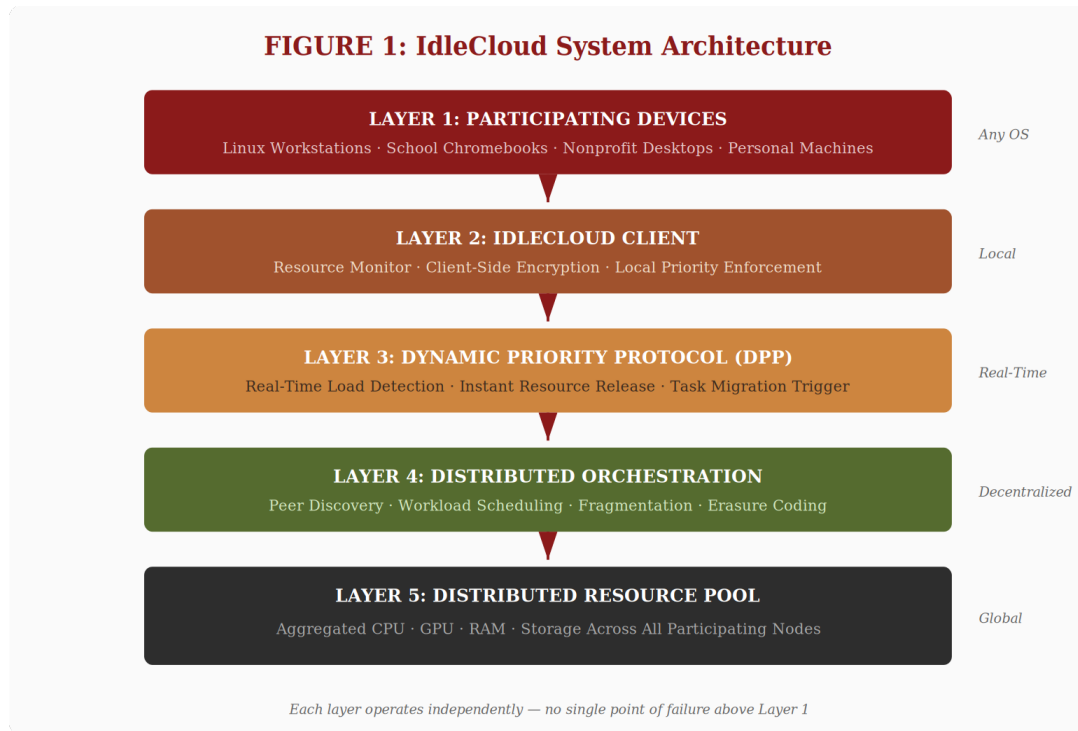 FIGURE 1: IdleCloud System Architecture
LAYER 1: PARTICIPATING DEVICES
Linux Workstations · School Chromebooks · Nonprofit Desktops · Personal Machines
Any OS
LAYER 2: IDLECLOUD CLIENT
Resource Monitor · Client-Side Encryption · Local Priority Enforcement
Local
LAYER 3: DYNAMIC PRIORITY PROTOCOL (DPP)
Real-Time Load Detection · Instant Resource Release · Task Migration Trigger
Real-Time
LAYER 4: DISTRIBUTED ORCHESTRATION
Peer Discovery · Workload Scheduling · Fragmentation · Erasure Coding
Decentralized
LAYER 5: DISTRIBUTED RESOURCE POOL
Aggregated CPU · GPU · RAM · Storage Across All Participating Nodes
Global
Each layer operates independently — no single point of failure above Layer 1